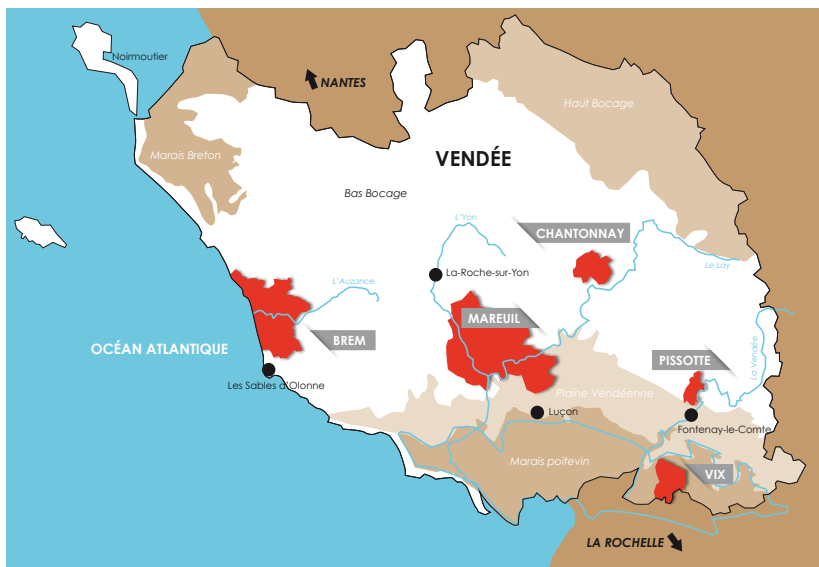 Noirmoutier
NANTES
Haut Bocage
Marais Breton
VENDÉE
Bas Bocage
L'Yon
CHANTONNAY
Le Lay
La-Roche-sur-Yon
L'Auzance
MAREUIL
BREM
OCÉAN ATLANTIQUE
PISSOTTE
La Vendée
Les Sables d'Olonne
Plaine Vendéenne
Luçon
Fontenay-le-Comte
Marais poitevin
VIX
LA ROCHELLE